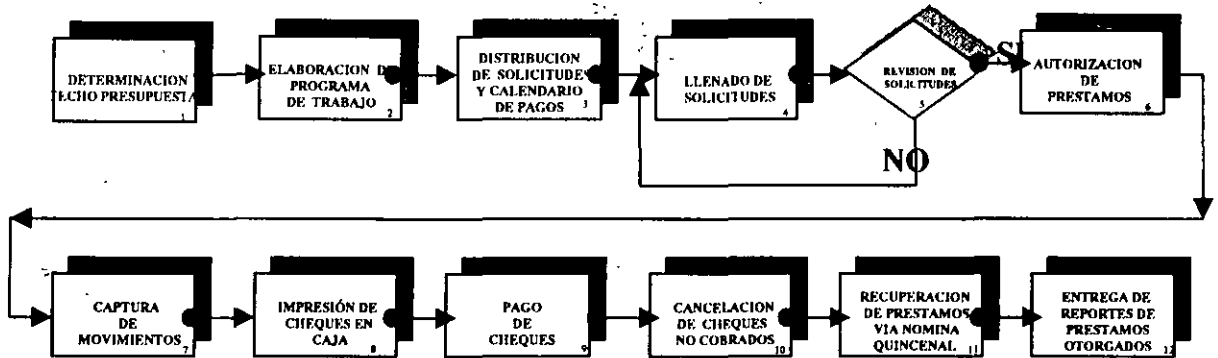 DETERMINACION
TECHO PRESUPUESTA
1
ELABORACION D
PROGRAMA
DE TRABAJO
2
DISTRIBUCION
DE SOLICITUDE
Y CALENDARIO
DE PAGOS
3
LLENADO DE
SOLICITUDES
4
REVISION DE
SOLICITUDES
5
SI
NO
AUTORIZACION
DE
PRESTAMOS
6
CAPTURA
DE
MOVIMIENTOS
7
IMPRESIÓN DE
CHEQUES EN
CAJA
8
PAGO
DE
CHEQUES
9
CANCELACION
DE CHEQUES
NO COBRADOS
10
RECUPERACION
DE PRESTAMOS
VIA NOMINA
QUINCENAL
11
ENTREGA DE
REPORTES DE
PRESTAMOS
OTORGADOS
12